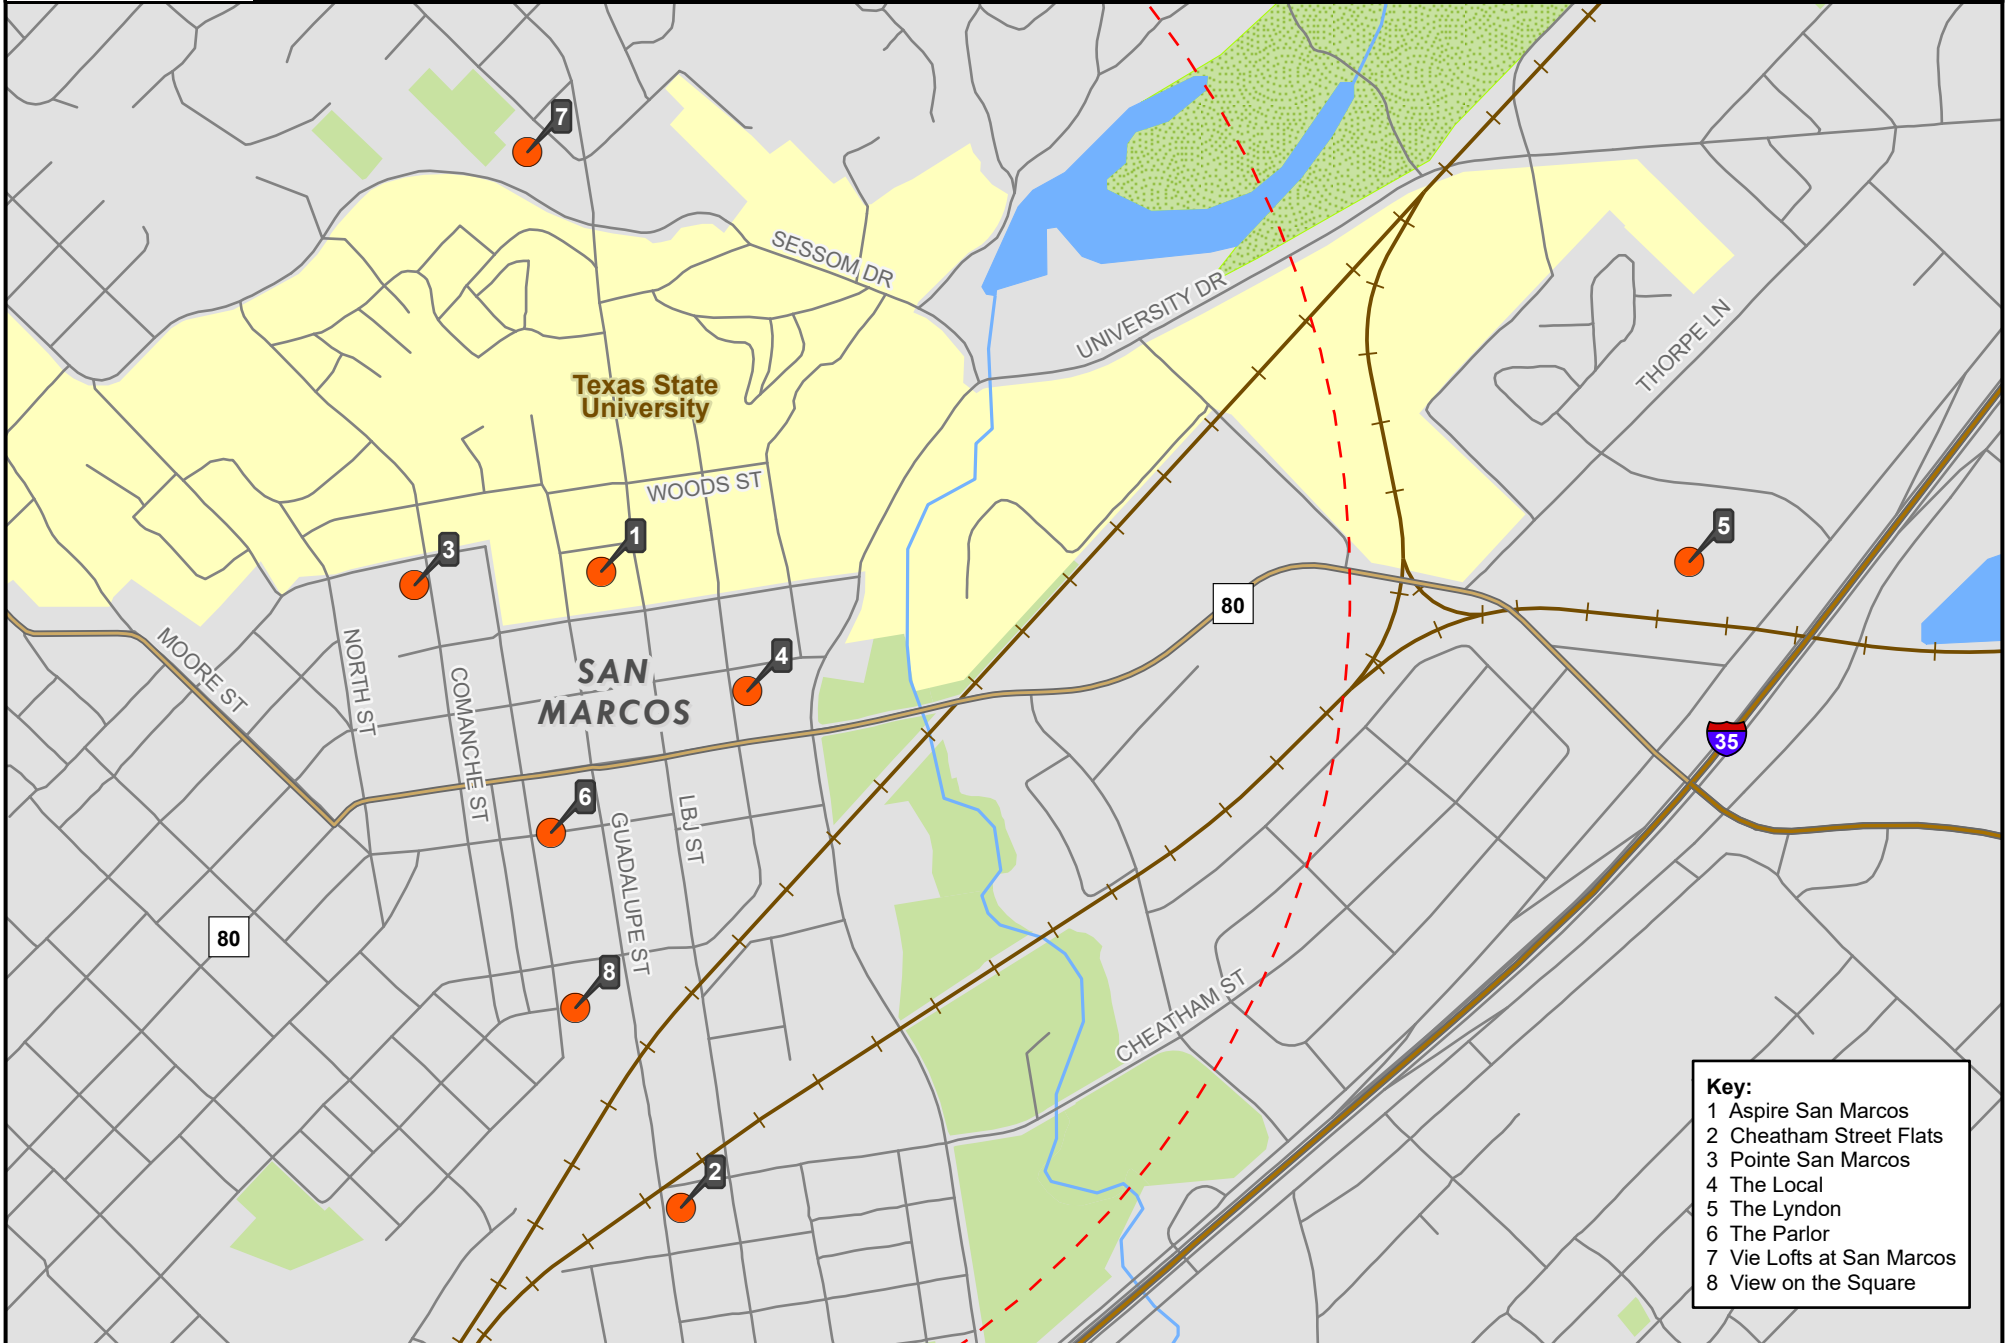 7
SESSOM DR
UNIVERSITY DR
THORPE LN
Texas State
University
WOODS ST
1
3
5
80
MOORE ST
NORTH ST
COMANCHE ST
SAN
MARCOS
4
35
6
GUADALUPE ST
LBJ ST
80
8
CHEATHAM ST
2
Key:
1 Aspire San Marcos
2 Cheatham Street Flats
3 Pointe San Marcos
4 The Local
5 The Lyndon
6 The Parlor
7 Vie Lofts at San Marcos
8 View on the Square